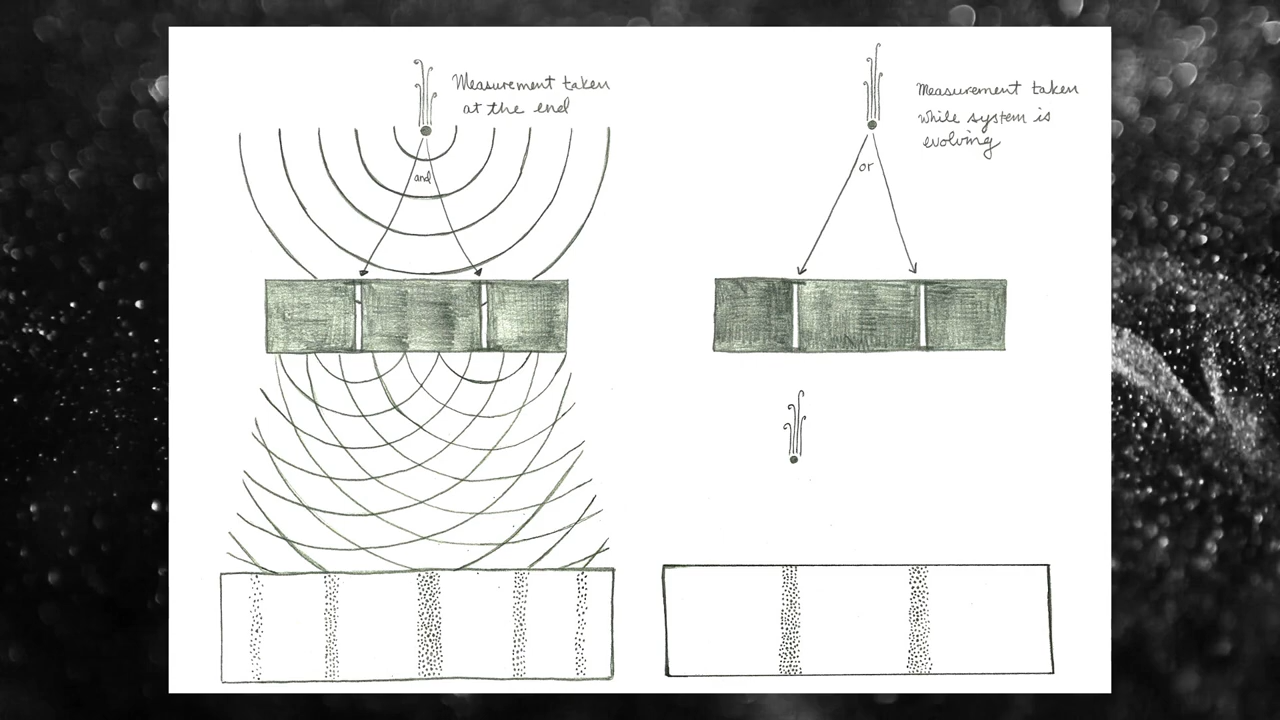 Measurement taken
at the end
and
Measurement taken
while system is
evolving
or